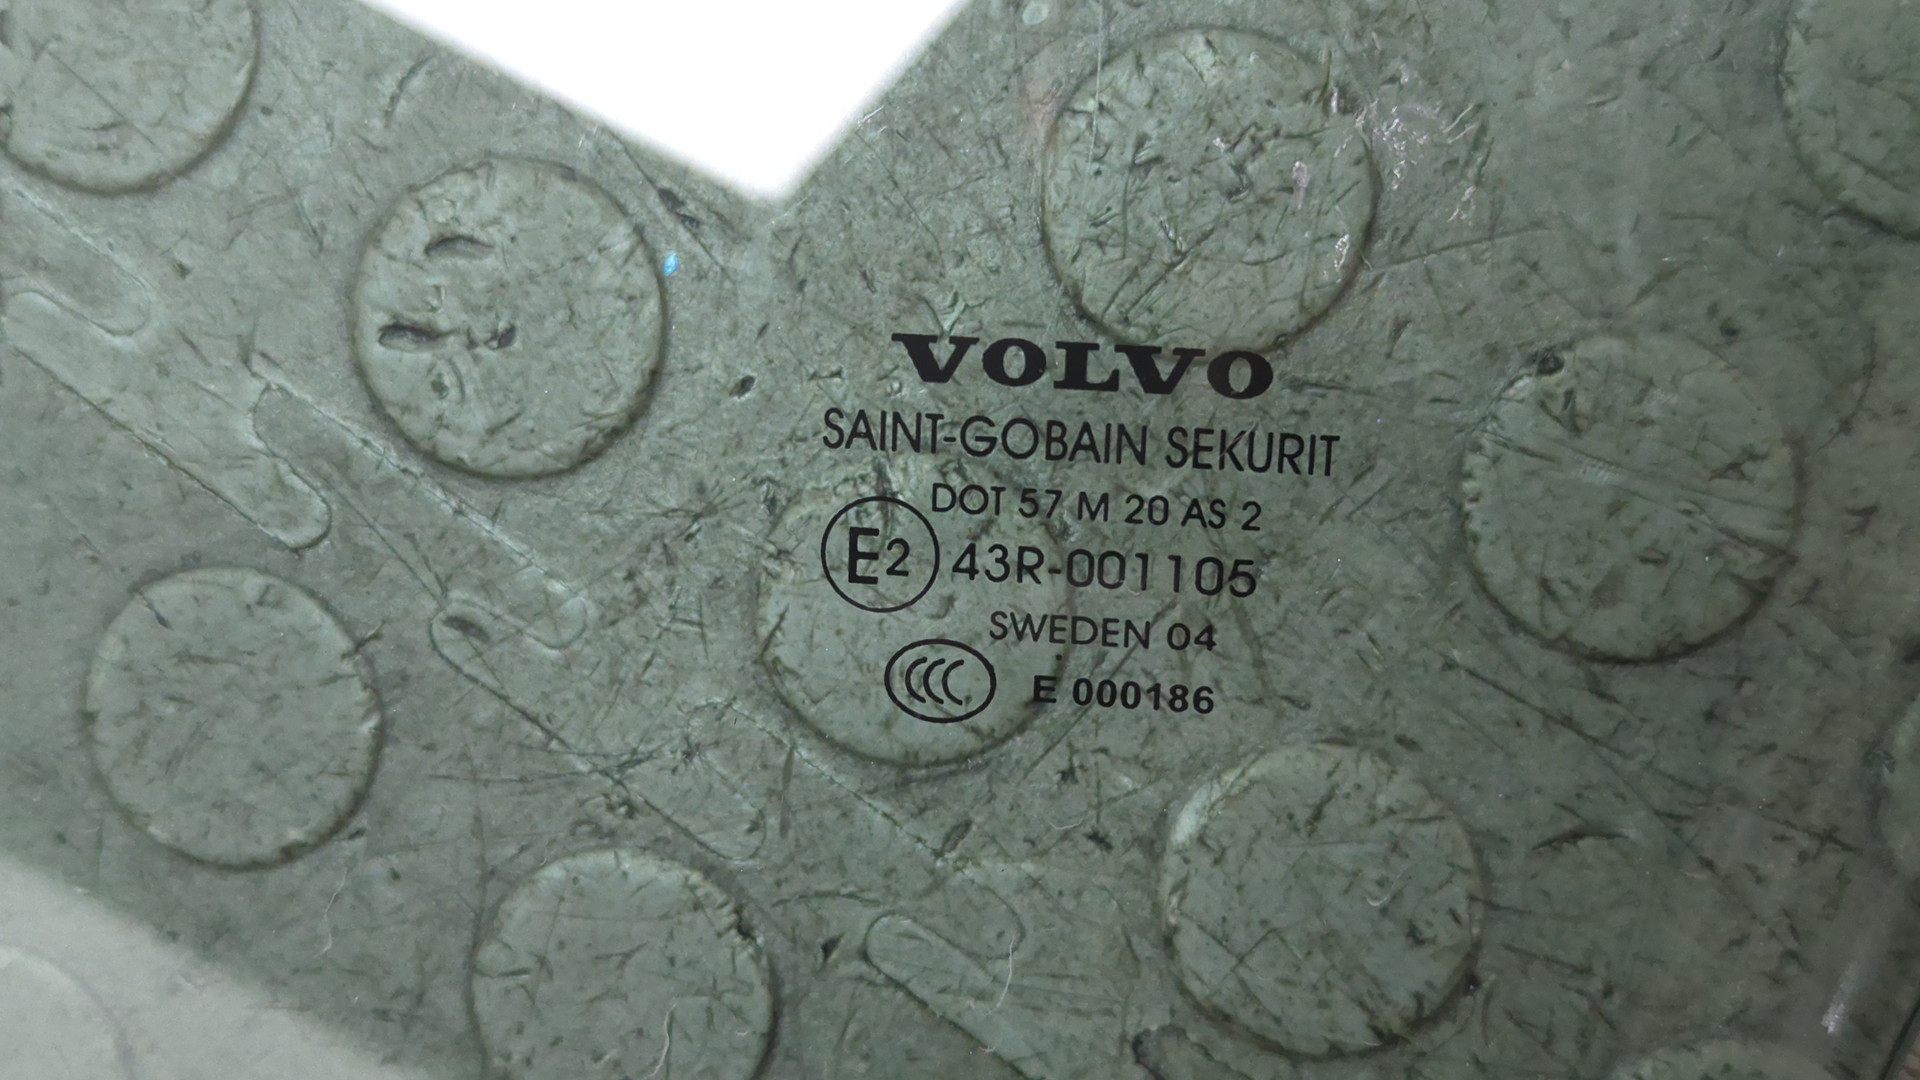 VOLVO
SAINT-GOBAIN SEKURIT
DOT 57 M 20 AS 2
E2 43R-001105
SWEDEN 04
CCC E 000186